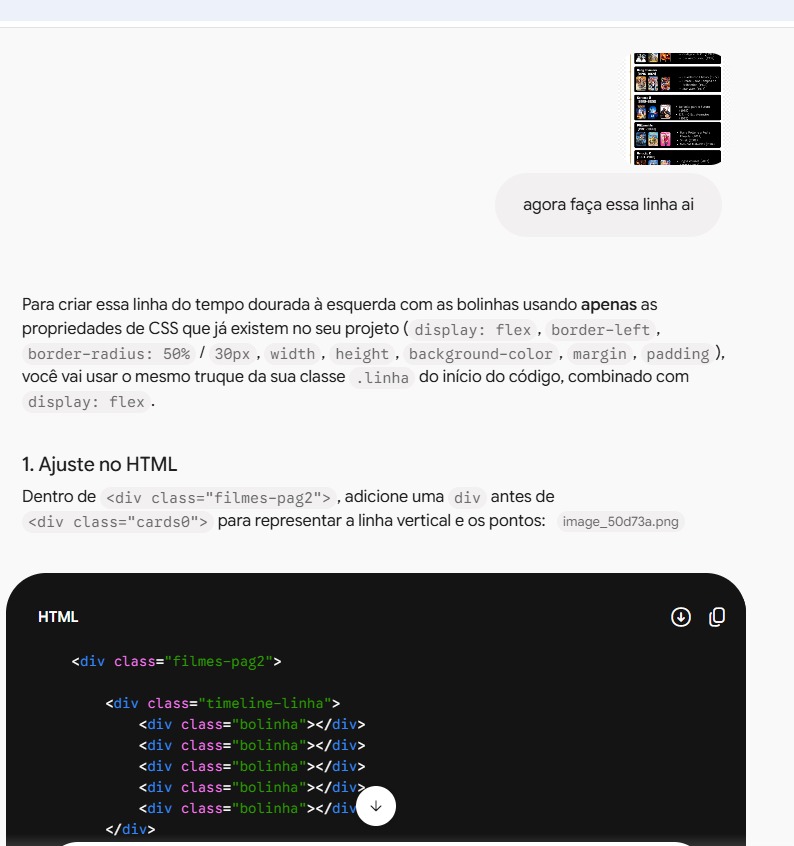 agora faça essa linha ai
Para criar essa linha do tempo dourada à esquerda com as bolinhas usando apenas as
propriedades de CSS que já existem no seu projeto ( display: flex , border-left ,
border-radius: 50% / 30px , width , height , background-color , margin , padding ),
você vai usar o mesmo truque da sua classe .linha do início do código, combinado com
display: flex .
1. Ajuste no HTML
Dentro de <div class="filmes-pag2"> , adicione uma div antes de
<div class="cards0"> para representar a linha vertical e os pontos: image_50d73a.png
HTML
<div class="filmes-pag2">
<div class="timeline-linha">
<div class="bolinha"></div>
<div class="bolinha"></div>
<div class="bolinha"></div>
<div class="bolinha"></div>
<div class="bolinha"></div
</div>